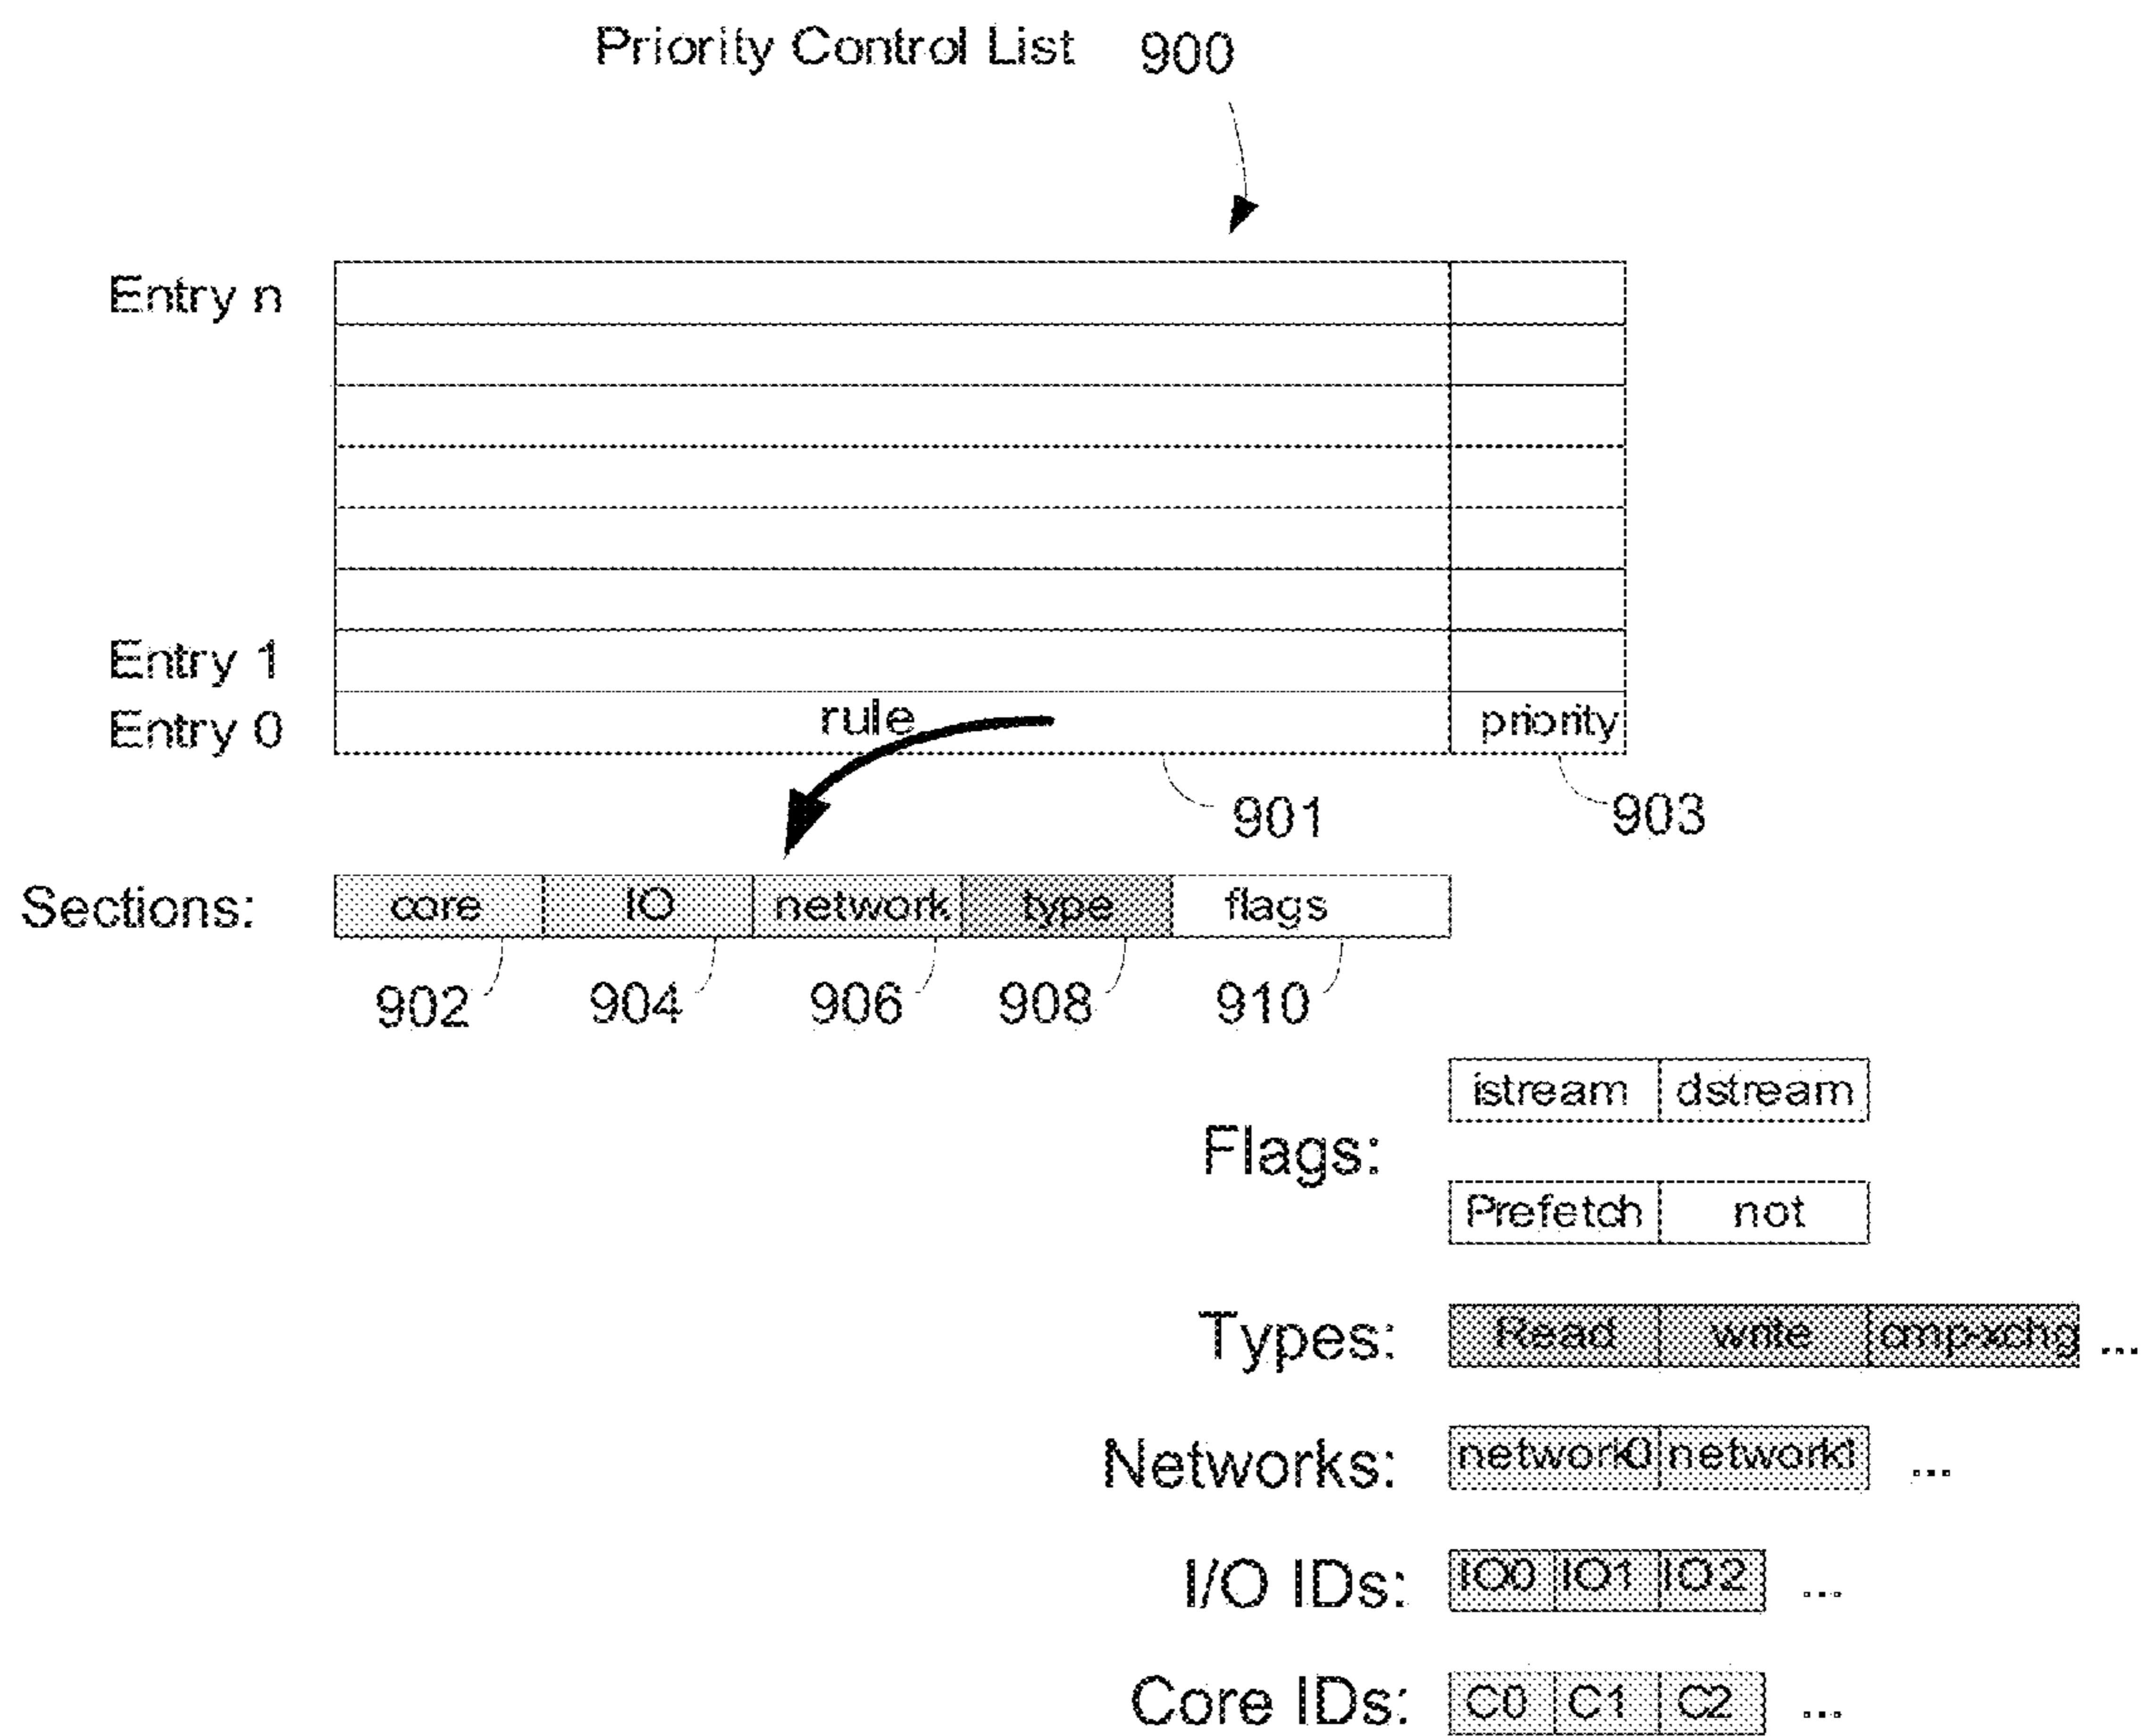 Priority Control List 900
Entry n
Entry 1
Entry 0 rule priority
901 903
Sections: core IO network type flags
902 904 906 908 910
istream dstream
Flags:
Prefetch not
Types: Read write cmp-xchg ...
Networks: network0 network1 ...
I/O IDs: IO0 IO1 IO2 ...
Core IDs: C0 C1 C2 ...